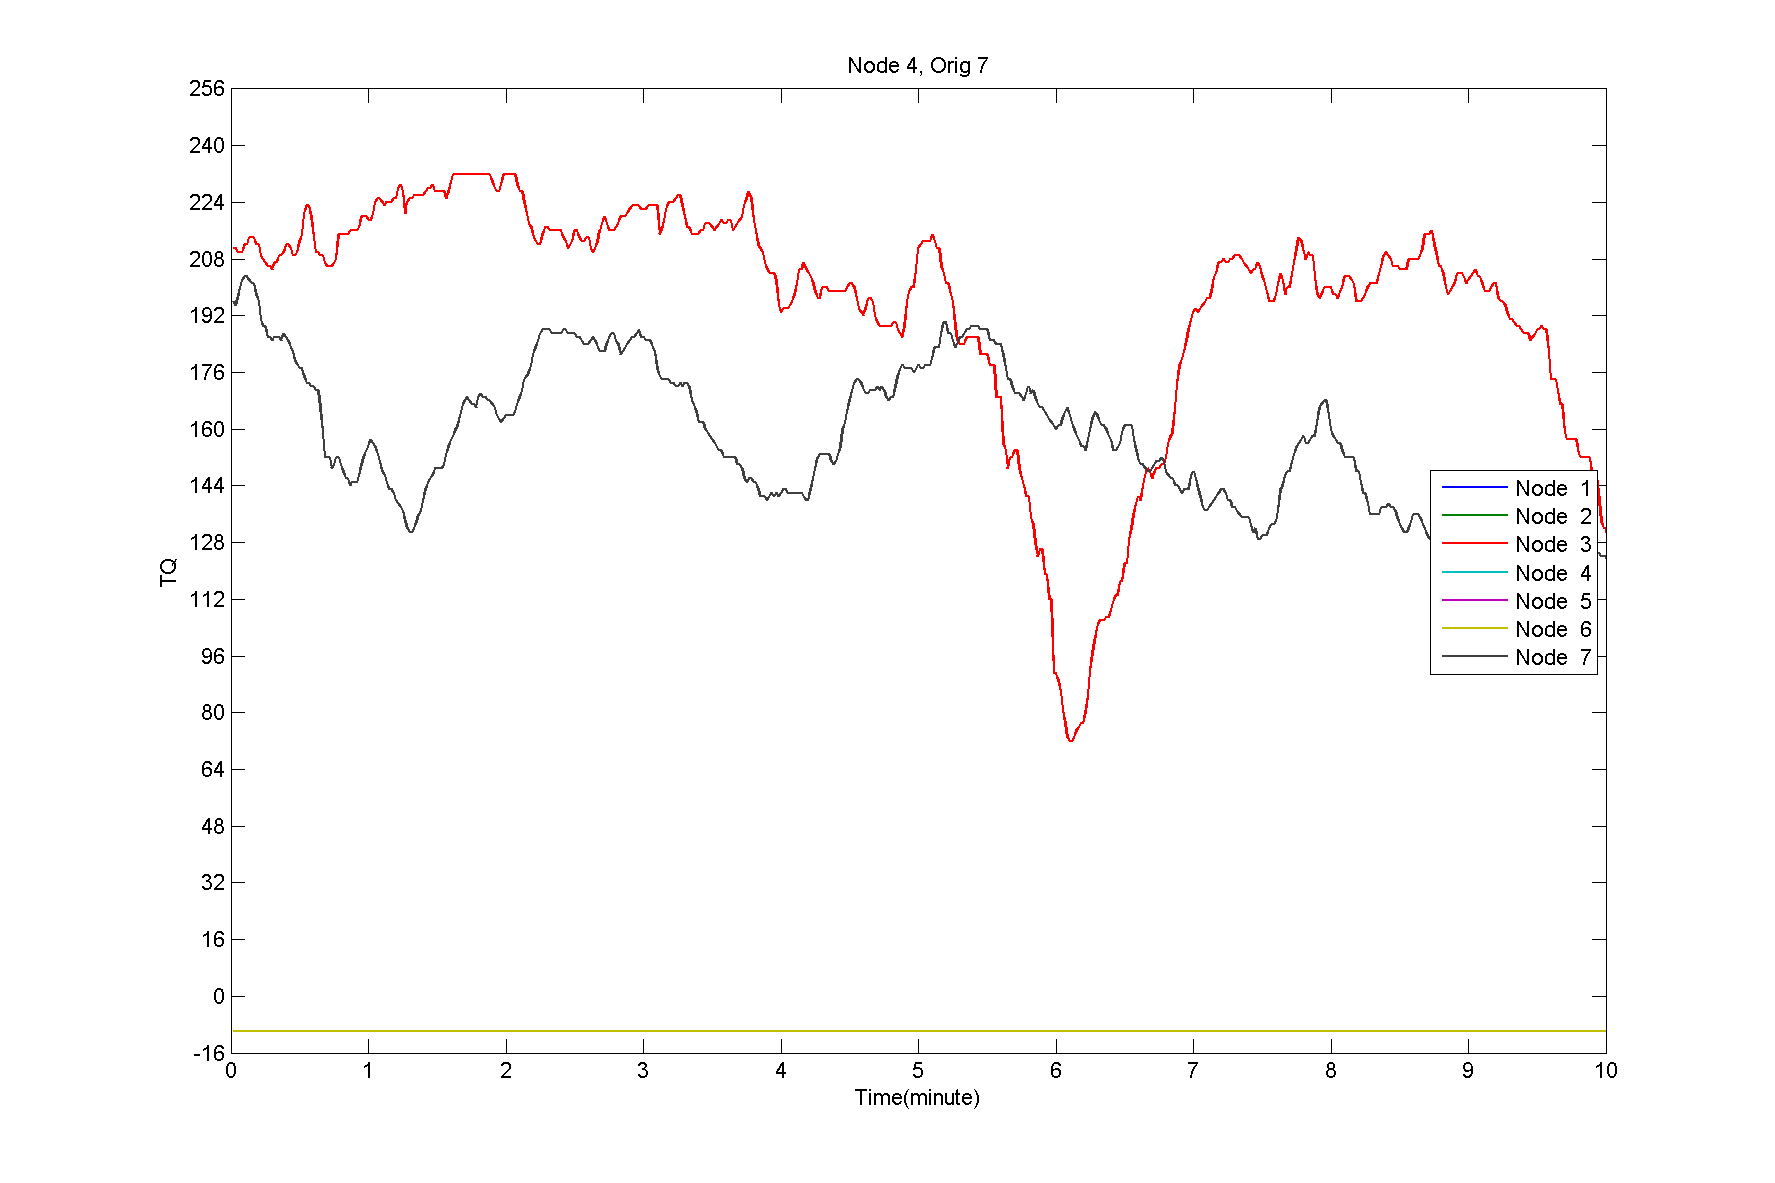 Node 4, Orig 7
256
240
224
208
192
176
160
144
128
112
96
80
64
48
32
16
0
-16
TQ
0 1 2 3 4 5 6 7 8 9 10
Time(minute)
Node 1
Node 2
Node 3
Node 4
Node 5
Node 6
Node 7